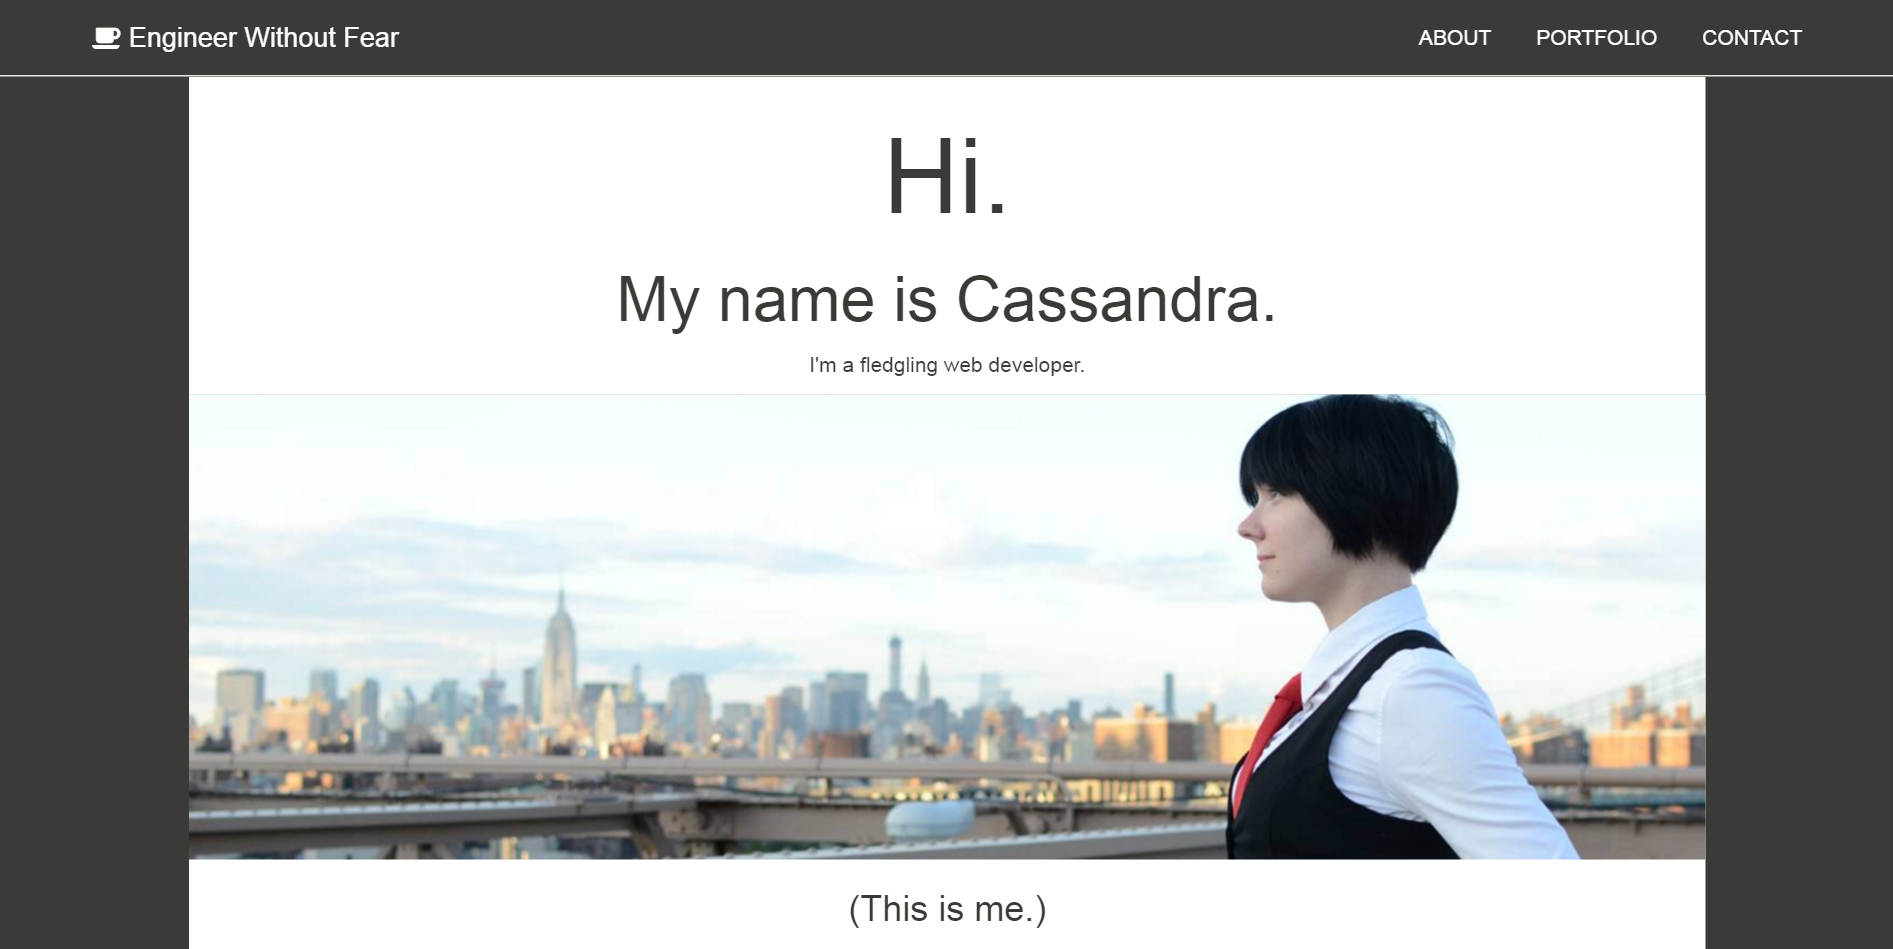 Engineer Without Fear
ABOUT PORTFOLIO CONTACT
Hi.
My name is Cassandra.
I'm a fledgling web developer.
(This is me.)